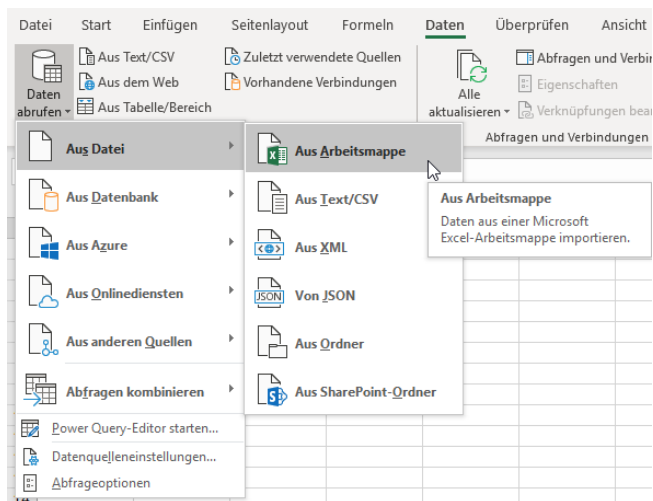 Datei Start Einfügen Seitenlayout Formeln Daten Überprüfen Ansicht
Daten abrufen
Aus Text/CSV
Aus dem Web
Aus Tabelle/Bereich
Zuletzt verwendete Quellen
Vorhandene Verbindungen
Alle
aktualisieren
Abfragen und Verbin
Eigenschaften
Verknüpfungen bear
Abfragen und Verbindungen
Aus Datei
Aus Datenbank
Aus Azure
Aus Onlinediensten
Aus anderen Quellen
Abfragen kombinieren
Power Query-Editor starten...
Datenquelleneinstellungen...
Abfrageoptionen
Aus Arbeitsmappe
Aus Text/CSV
Aus XML
JSON Von JSON
Aus Ordner
Aus SharePoint-Ordner
Aus Arbeitsmappe
Daten aus einer Microsoft
Excel-Arbeitsmappe importieren.